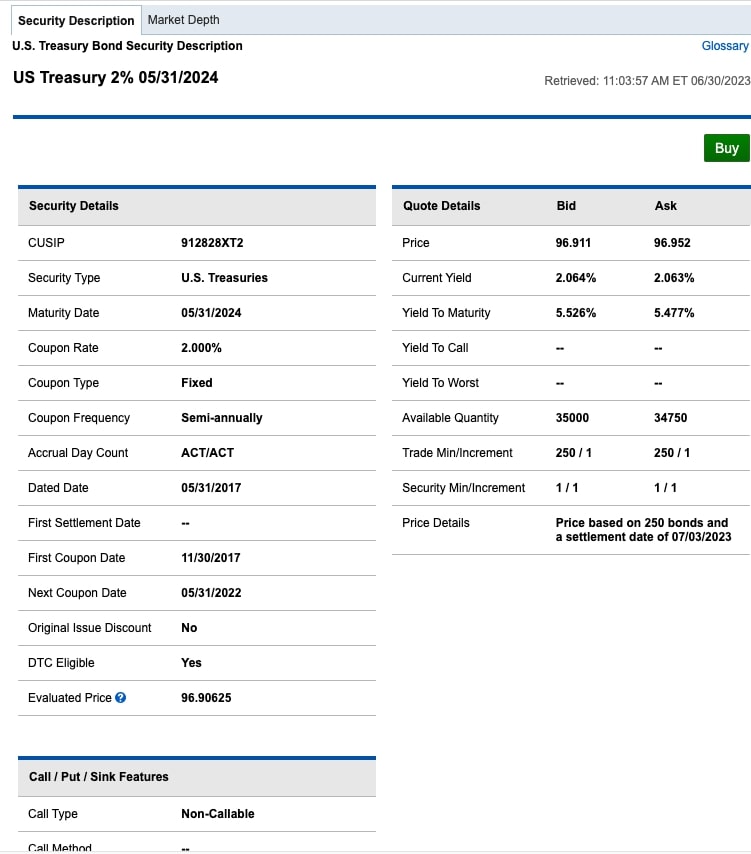 Security Description Market Depth
U.S. Treasury Bond Security Description Glossary
US Treasury 2% 05/31/2024 Retrieved: 11:03:57 AM ET 06/30/2023
Buy
Security Details
CUSIP 912828XT2
Security Type U.S. Treasuries
Maturity Date 05/31/2024
Coupon Rate 2.000%
Coupon Type Fixed
Coupon Frequency Semi-annually
Accrual Day Count ACT/ACT
Dated Date 05/31/2017
First Settlement Date --
First Coupon Date 11/30/2017
Next Coupon Date 05/31/2022
Original Issue Discount No
DTC Eligible Yes
Evaluated Price ? 96.90625
Quote Details Bid Ask
Price 96.911 96.952
Current Yield 2.064% 2.063%
Yield To Maturity 5.526% 5.477%
Yield To Call -- --
Yield To Worst -- --
Available Quantity 35000 34750
Trade Min/Increment 250 / 1 250 / 1
Security Min/Increment 1 / 1 1 / 1
Price Details Price based on 250 bonds and
a settlement date of 07/03/2023
Call / Put / Sink Features
Call Type Non-Callable
Call Method --